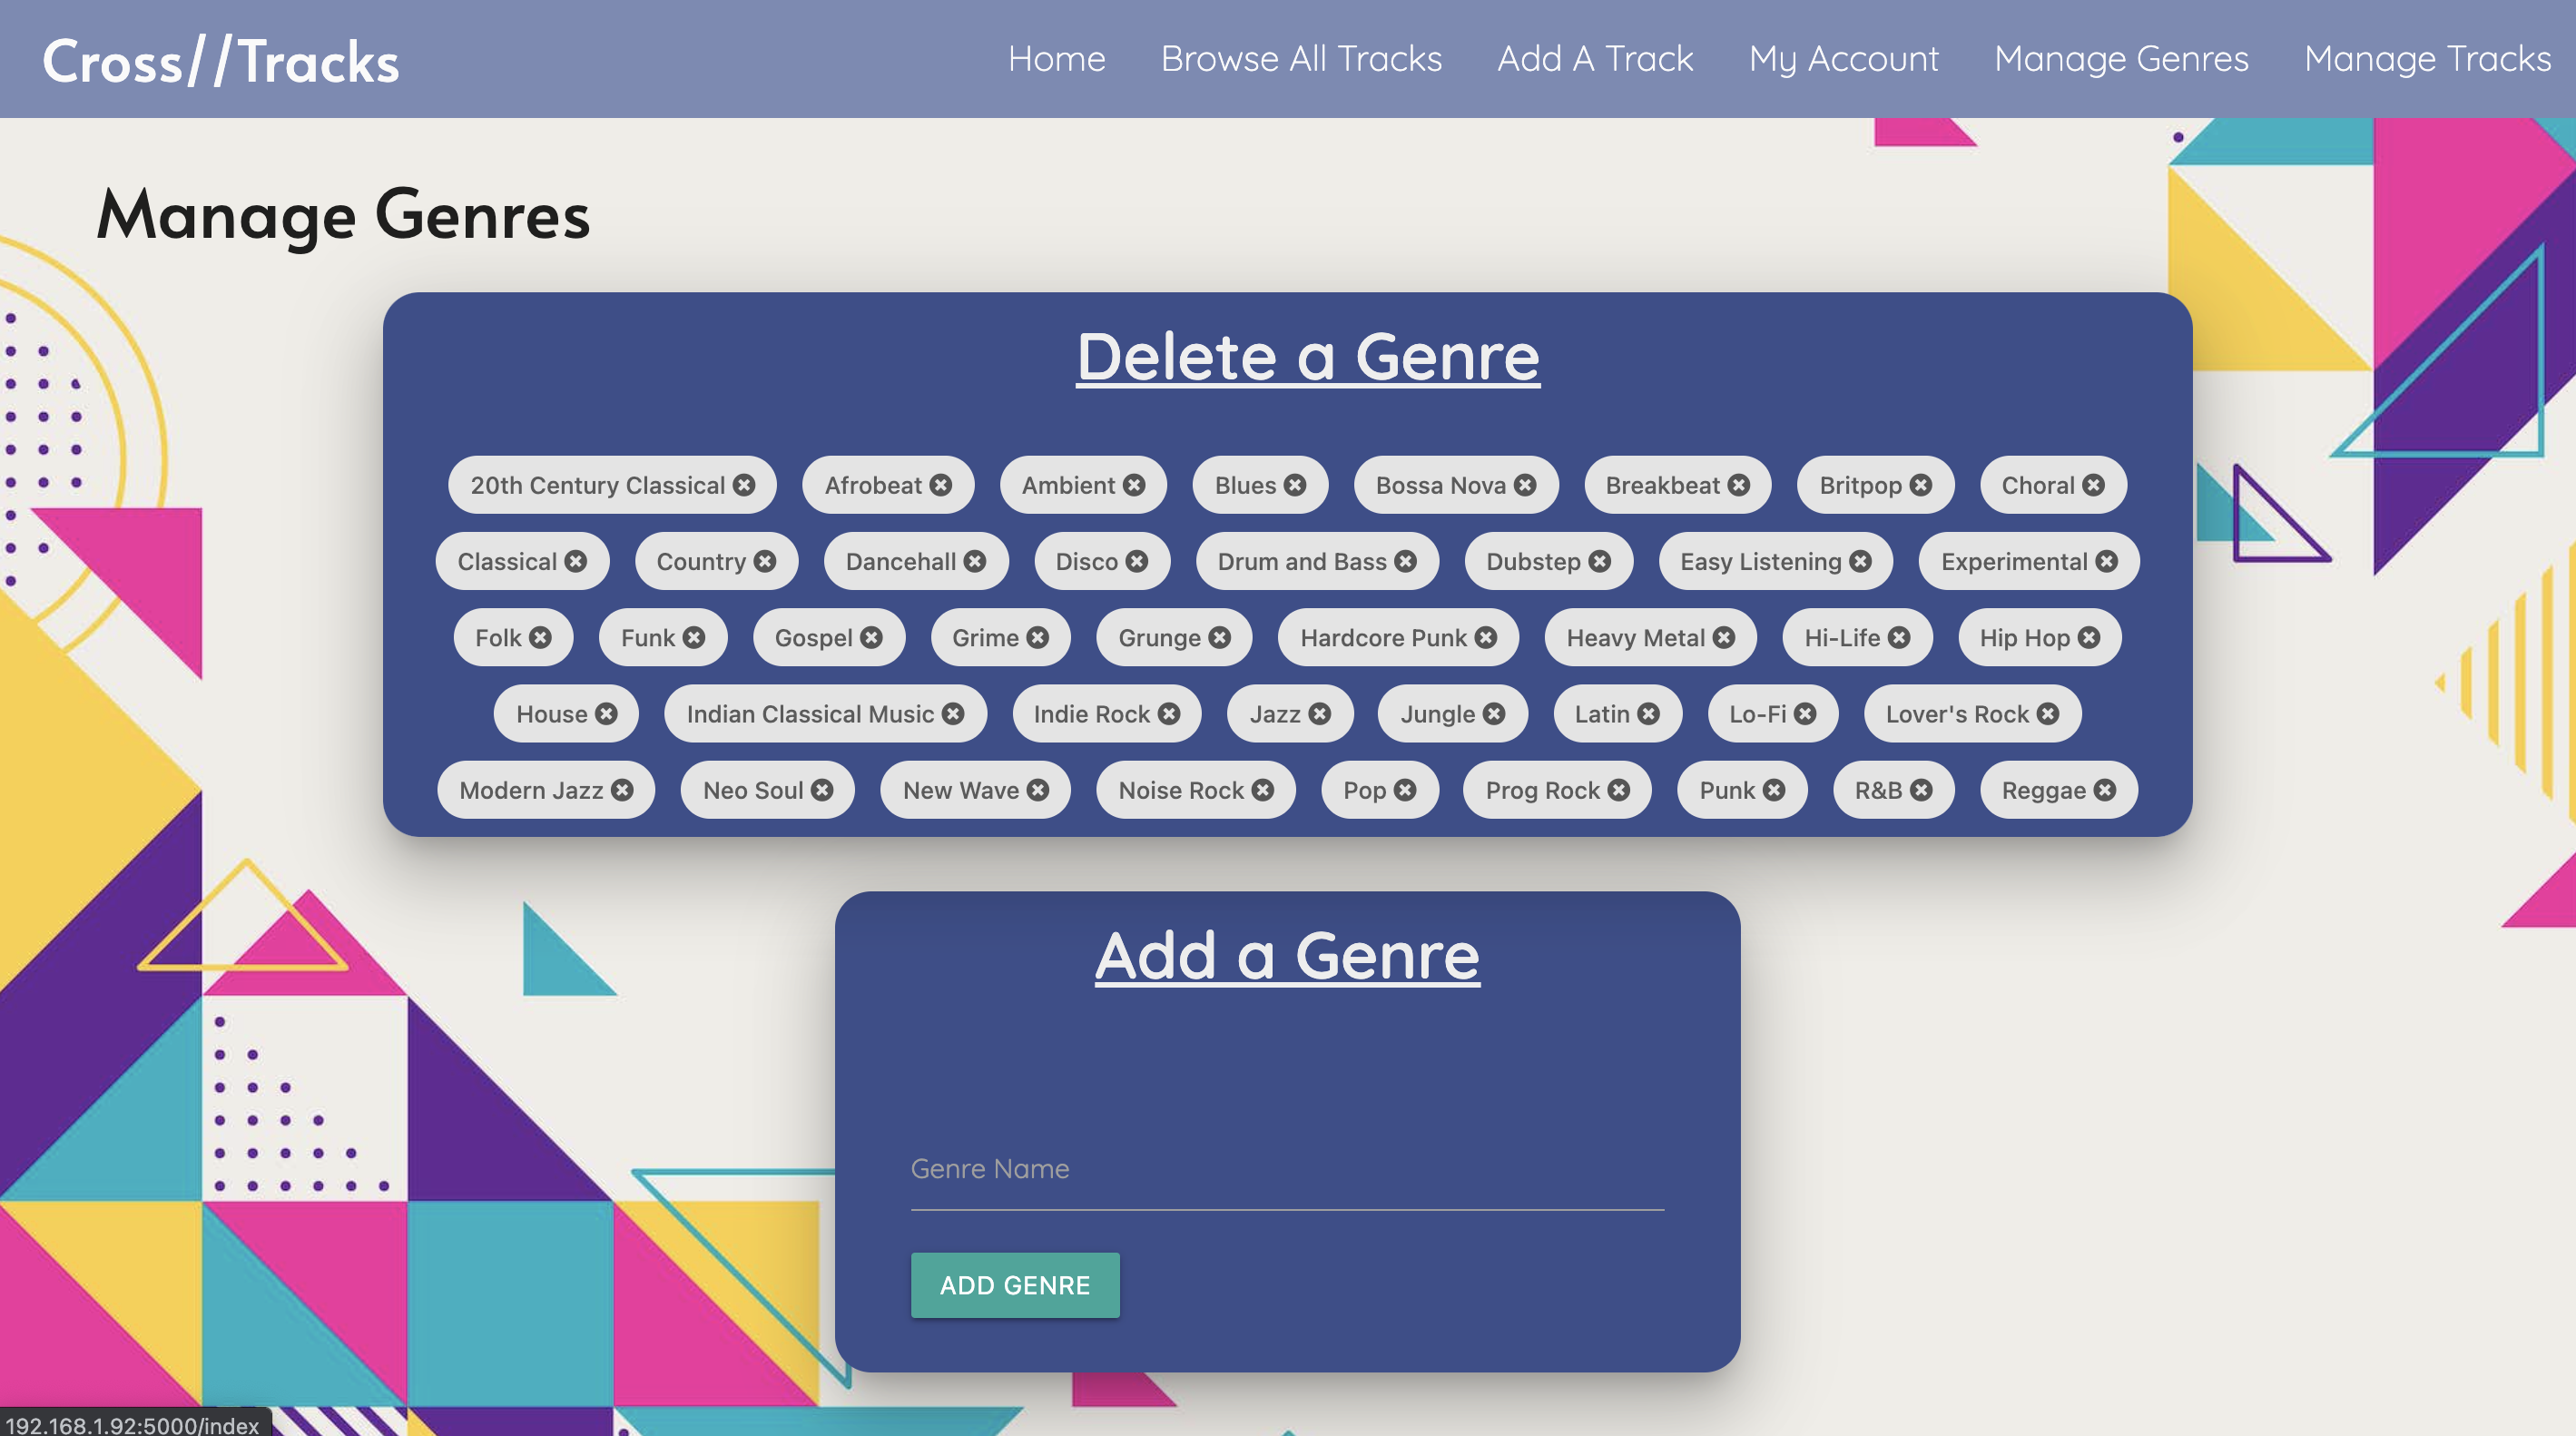 Cross//Tracks
Home Browse All Tracks Add A Track My Account Manage Genres Manage Tracks
Manage Genres
Delete a Genre
20th Century Classical Afrobeat Ambient Blues Bossa Nova Breakbeat Britpop Choral
Classical Country Dancehall Disco Drum and Bass Dubstep Easy Listening Experimental
Folk Funk Gospel Grime Grunge Hardcore Punk Heavy Metal Hi-Life Hip Hop
House Indian Classical Music Indie Rock Jazz Jungle Latin Lo-Fi Lover's Rock
Modern Jazz Neo Soul New Wave Noise Rock Pop Prog Rock Punk R&B Reggae
Add a Genre
Genre Name
ADD GENRE
192.168.1.92:5000/index